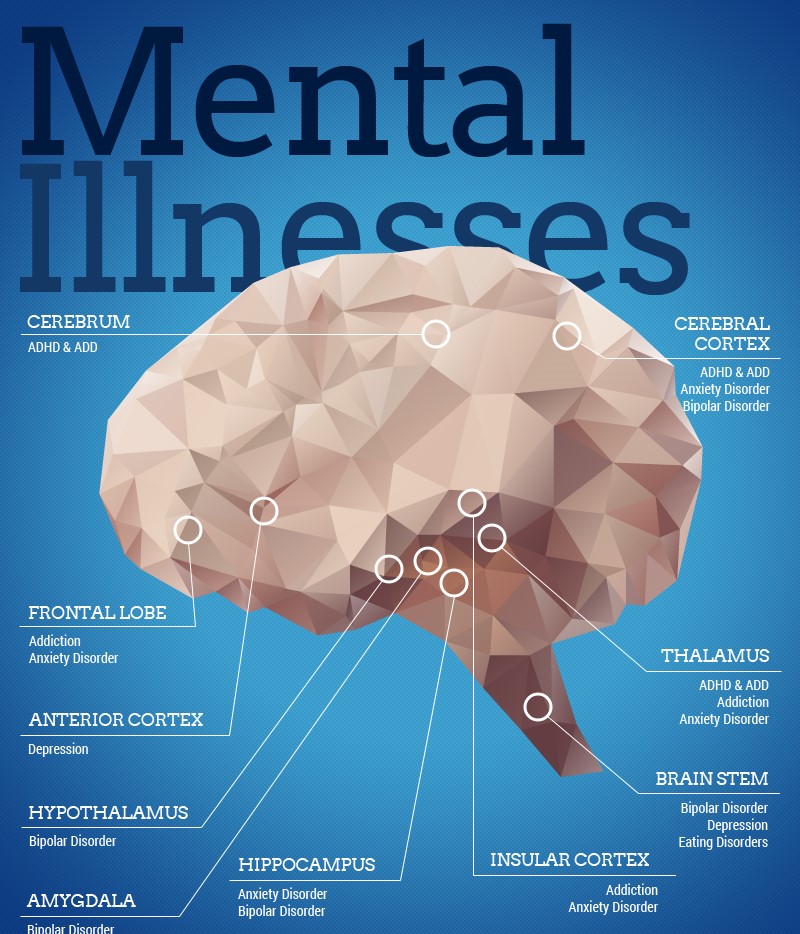 Mental
Illnesses
CEREBRUM
ADHD & ADD
CEREBRAL
CORTEX
ADHD & ADD
Anxiety Disorder
Bipolar Disorder
FRONTAL LOBE
Addiction
Anxiety Disorder
ANTERIOR CORTEX
Depression
HYPOTHALAMUS
Bipolar Disorder
AMYGDALA
Bipolar Disorder
HIPPOCAMPUS
Anxiety Disorder
Bipolar Disorder
INSULAR CORTEX
Addiction
Anxiety Disorder
THALAMUS
ADHD & ADD
Addiction
Anxiety Disorder
BRAIN STEM
Bipolar Disorder
Depression
Eating Disorders